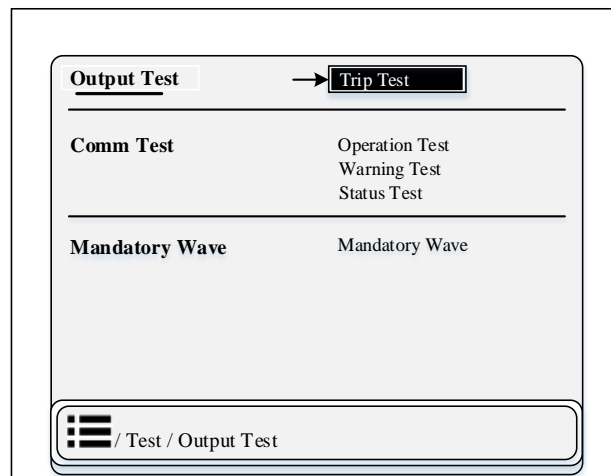 Output Test Trip Test
Comm Test Operation Test
Warning Test
Status Test
Mandatory Wave Mandatory Wave
/ Test / Output Test